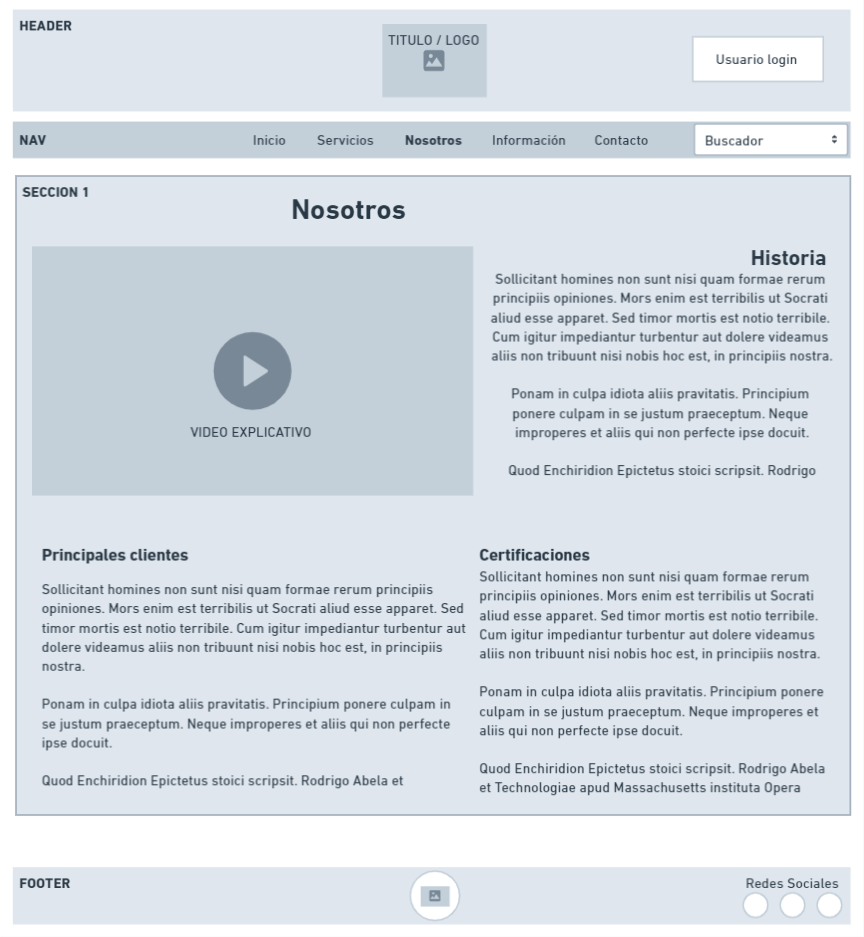 HEADER
TITULO / LOGO
Usuario login
NAV
Inicio
Servicios
Nosotros
Información
Contacto
Buscador
SECCION 1
Nosotros
VIDEO EXPLICATIVO
Historia
Sollicitant homines non sunt nisi quam formae rerum
principiis opiniones. Mors enim est terribilis ut Socrati
aliud esse apparet. Sed timor mortis est notio terribile.
Cum igitur impediantur turbentur aut dolere videamus
aliis non tribuunt nisi nobis hoc est, in principiis nostra.
Ponam in culpa idiota aliis pravitatis. Principium
ponere culpam in se justum praeceptum. Neque
improperes et aliis qui non perfecte ipse docuit.
Quod Enchiridion Epictetus stoici scripsit. Rodrigo
Principales clientes
Sollicitant homines non sunt nisi quam formae rerum principiis
opiniones. Mors enim est terribilis ut Socrati aliud esse apparet. Sed
timor mortis est notio terribile. Cum igitur impediantur turbentur aut
dolere videamus aliis non tribuunt nisi nobis hoc est, in principiis
nostra.
Ponam in culpa idiota aliis pravitatis. Principium ponere culpam in
se justum praeceptum. Neque improperes et aliis qui non perfecte
ipse docuit.
Quod Enchiridion Epictetus stoici scripsit. Rodrigo Abela et
Certificaciones
Sollicitant homines non sunt nisi quam formae rerum
principiis opiniones. Mors enim est terribilis ut Socrati
aliud esse apparet. Sed timor mortis est notio terribile.
Cum igitur impediantur turbentur aut dolere videamus
aliis non tribuunt nisi nobis hoc est, in principiis nostra.
Ponam in culpa idiota aliis pravitatis. Principium ponere
culpam in se justum praeceptum. Neque improperes et
aliis qui non perfecte ipse docuit.
Quod Enchiridion Epictetus stoici scripsit. Rodrigo Abela
et Technologiae apud Massachusetts instituta Opera
FOOTER
Redes Sociales